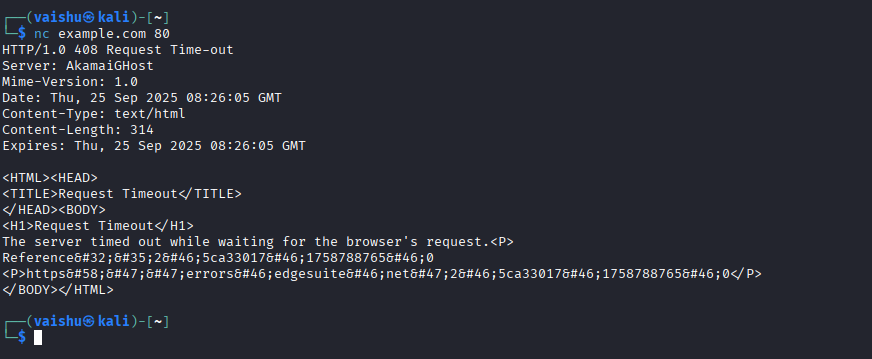 ┌──(vaishu㉿kali)-[~]
└─$ nc example.com 80
HTTP/1.0 408 Request Time-out
Server: AkamaiGHost
Mime-Version: 1.0
Date: Thu, 25 Sep 2025 08:26:05 GMT
Content-Type: text/html
Content-Length: 314
Expires: Thu, 25 Sep 2025 08:26:05 GMT

<HTML><HEAD>
<TITLE>Request Timeout</TITLE>
</HEAD><BODY>
<H1>Request Timeout</H1>
The server timed out while waiting for the browser's request.<P>
Reference&#32;&#35;2&#46;5ca33017&#46;1758788765&#46;0
<P>https&#58;&#47;&#47;errors&#46;edgesuite&#46;net&#47;2&#46;5ca33017&#46;1758788765&#46;0</P>
</BODY></HTML>

┌──(vaishu㉿kali)-[~]
└─$